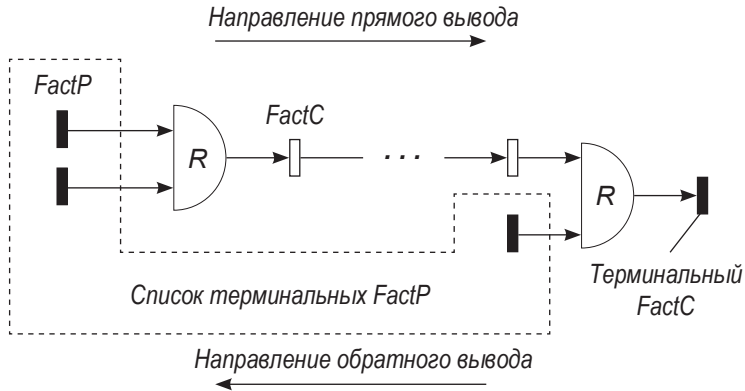 Направление прямого вывода
FactP
FactC
R
. . .
R
Список терминальных FactP
Терминальный
FactC
Направление обратного вывода